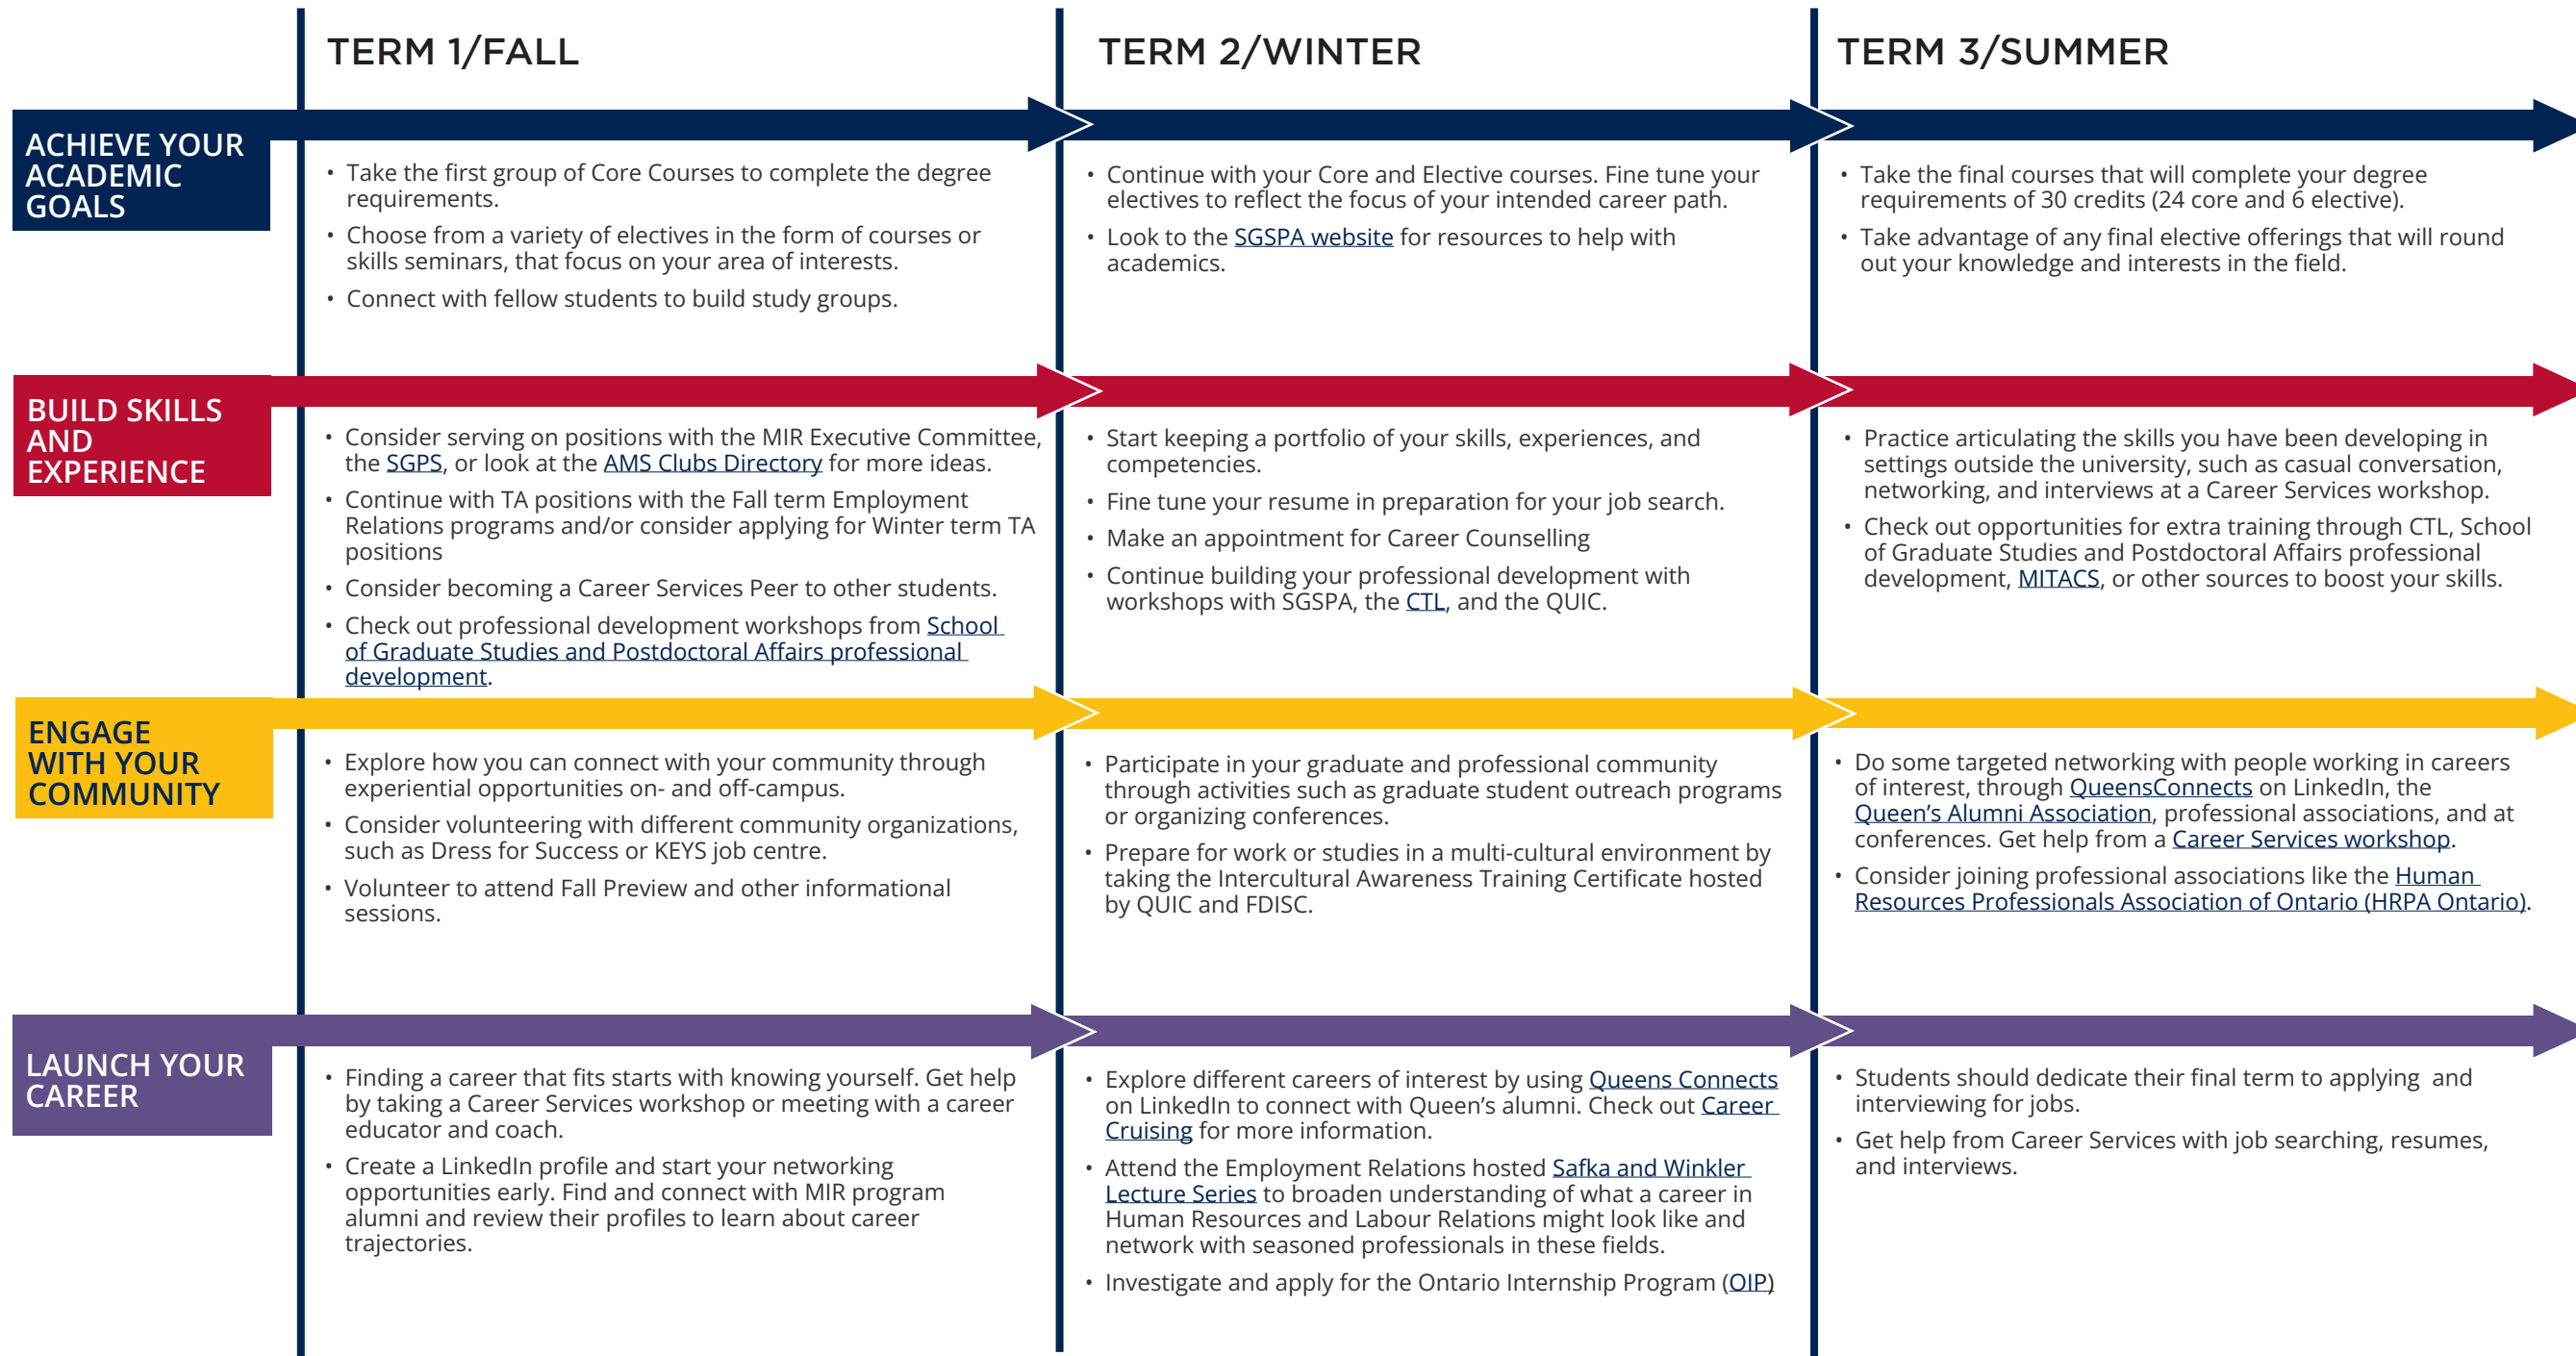 TERM 1/FALL
TERM 2/WINTER
TERM 3/SUMMER
ACHIEVE YOUR
ACADEMIC
GOALS
• Take the first group of Core Courses to complete the degree
requirements.
• Choose from a variety of electives in the form of courses or
skills seminars, that focus on your area of interests.
• Connect with fellow students to build study groups.
• Continue with your Core and Elective courses. Fine tune your
electives to reflect the focus of your intended career path.
• Look to the SGSPA website for resources to help with
academics.
• Take the final courses that will complete your degree
requirements of 30 credits (24 core and 6 elective).
• Take advantage of any final elective offerings that will round
out your knowledge and interests in the field.
BUILD SKILLS
AND
EXPERIENCE
• Consider serving on positions with the MIR Executive Committee,
the SGPS, or look at the AMS Clubs Directory for more ideas.
• Continue with TA positions with the Fall term Employment
Relations programs and/or consider applying for Winter term TA
positions
• Consider becoming a Career Services Peer to other students.
• Check out professional development workshops from School
of Graduate Studies and Postdoctoral Affairs professional
development.
• Start keeping a portfolio of your skills, experiences, and
competencies.
• Fine tune your resume in preparation for your job search.
• Make an appointment for Career Counselling
• Continue building your professional development with
workshops with SGSPA, the CTL, and the QUIC.
• Practice articulating the skills you have been developing in
settings outside the university, such as casual conversation,
networking, and interviews at a Career Services workshop.
• Check out opportunities for extra training through CTL, School
of Graduate Studies and Postdoctoral Affairs professional
development, MITACS, or other sources to boost your skills.
ENGAGE
WITH YOUR
COMMUNITY
• Explore how you can connect with your community through
experiential opportunities on- and off-campus.
• Consider volunteering with different community organizations,
such as Dress for Success or KEYS job centre.
• Volunteer to attend Fall Preview and other informational
sessions.
• Participate in your graduate and professional community
through activities such as graduate student outreach programs
or organizing conferences.
• Prepare for work or studies in a multi-cultural environment by
taking the Intercultural Awareness Training Certificate hosted
by QUIC and FDISC.
• Do some targeted networking with people working in careers
of interest, through QueensConnects on LinkedIn, the
Queen's Alumni Association, professional associations, and at
conferences. Get help from a Career Services workshop.
• Consider joining professional associations like the Human
Resources Professionals Association of Ontario (HRPA Ontario).
LAUNCH YOUR
CAREER
• Finding a career that fits starts with knowing yourself. Get help
by taking a Career Services workshop or meeting with a career
educator and coach.
• Create a LinkedIn profile and start your networking
opportunities early. Find and connect with MIR program
alumni and review their profiles to learn about career
trajectories.
• Explore different careers of interest by using Queens Connects
on LinkedIn to connect with Queen's alumni. Check out Career
Cruising for more information.
• Attend the Employment Relations hosted Safka and Winkler
Lecture Series to broaden understanding of what a career in
Human Resources and Labour Relations might look like and
network with seasoned professionals in these fields.
• Investigate and apply for the Ontario Internship Program (OIP)
• Students should dedicate their final term to applying and
interviewing for jobs.
• Get help from Career Services with job searching, resumes,
and interviews.